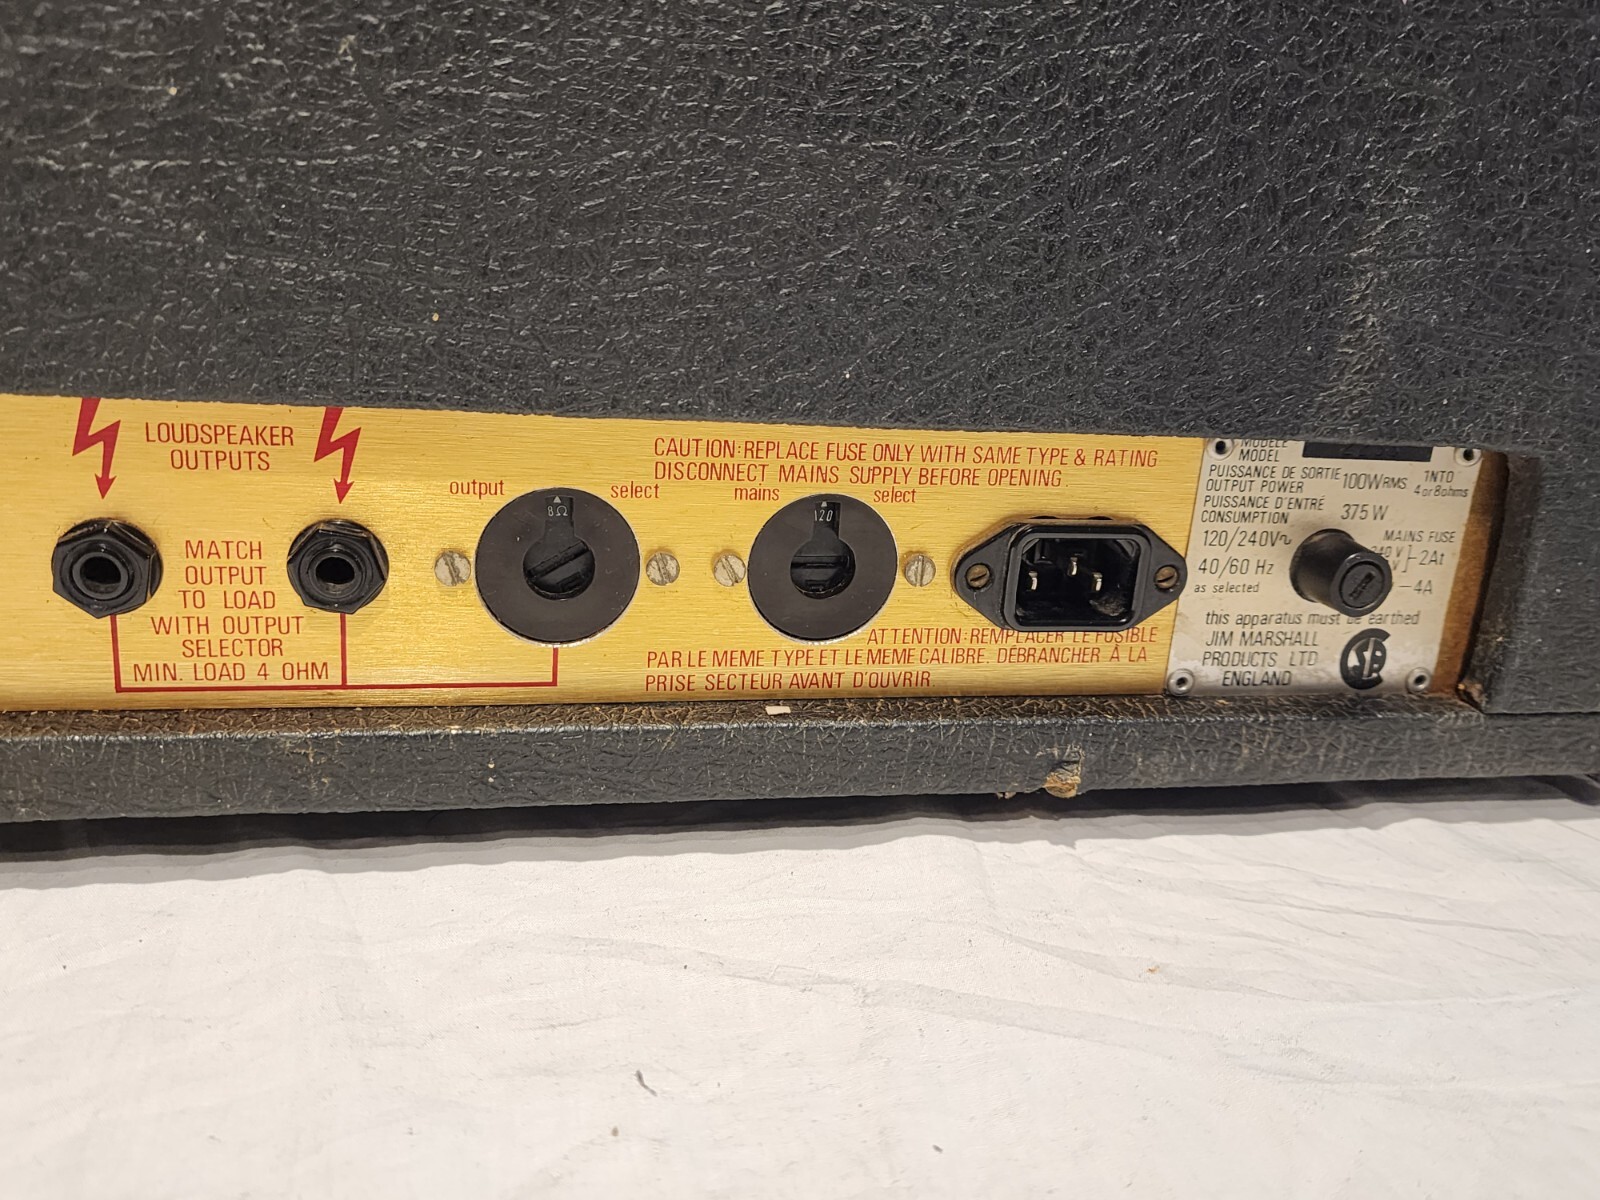 LOUDSPEAKER
OUTPUTS
MATCH
OUTPUT
TO LOAD
WITH OUTPUT
SELECTOR
MIN. LOAD 4 OHM
output select
8Ω
CAUTION: REPLACE FUSE ONLY WITH SAME TYPE & RATING
DISCONNECT MAINS SUPPLY BEFORE OPENING.
mains select
120
ATTENTION: REMPLACER LE FUSIBLE
PAR LE MEME TYPE ET LE MEME CALIBRE. DÉBRANCHER À LA
PRISE SECTEUR AVANT D'OUVRIR.
MODELE
MODEL
PUISSANCE DE SORTIE 100W RMS INTO
OUTPUT POWER 4 or 8 ohms
PUISSANCE D'ENTRÉ
CONSUMPTION 375 W
120/240V~ MAINS FUSE
240 V -2At
40/60 Hz V -4A
as selected
this apparatus must be earthed
JIM MARSHALL
PRODUCTS LTD
ENGLAND